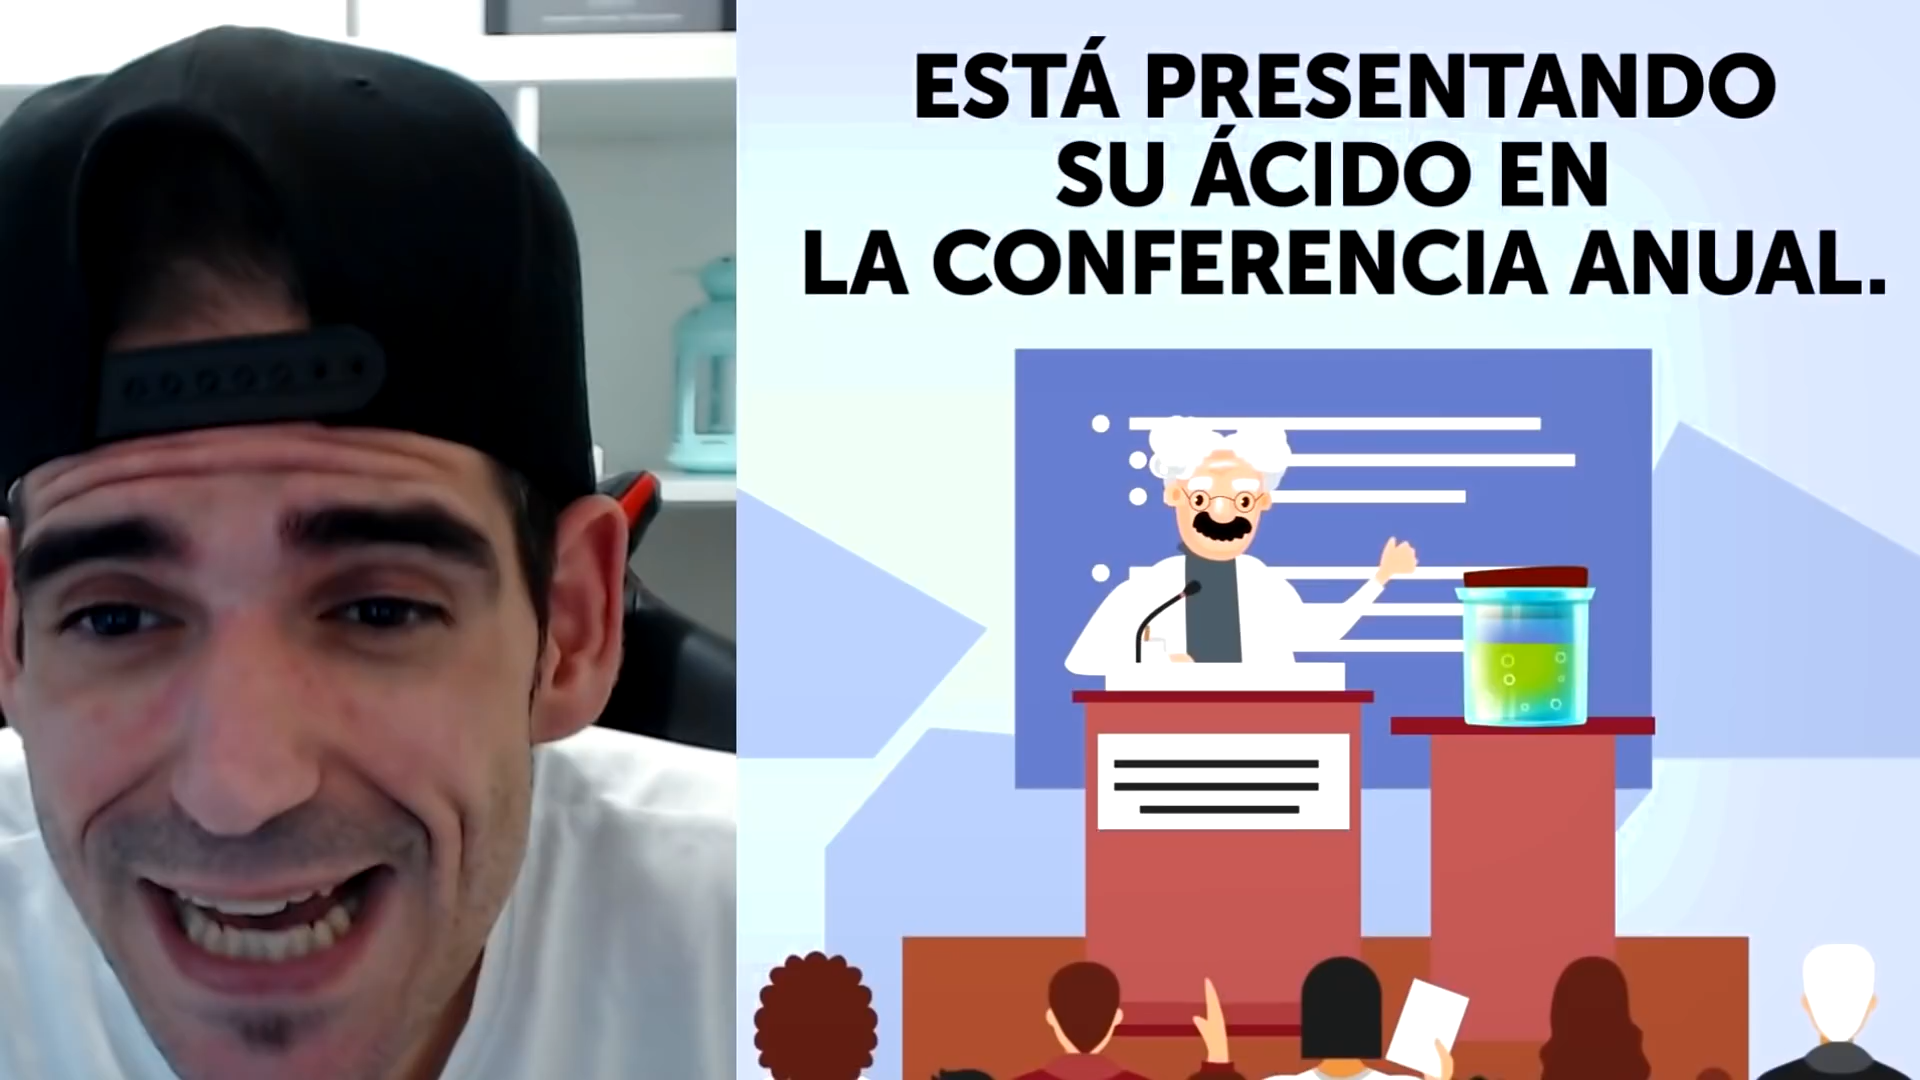 ESTÁ PRESENTANDO
SU ÁCIDO EN
LA CONFERENCIA ANUAL.